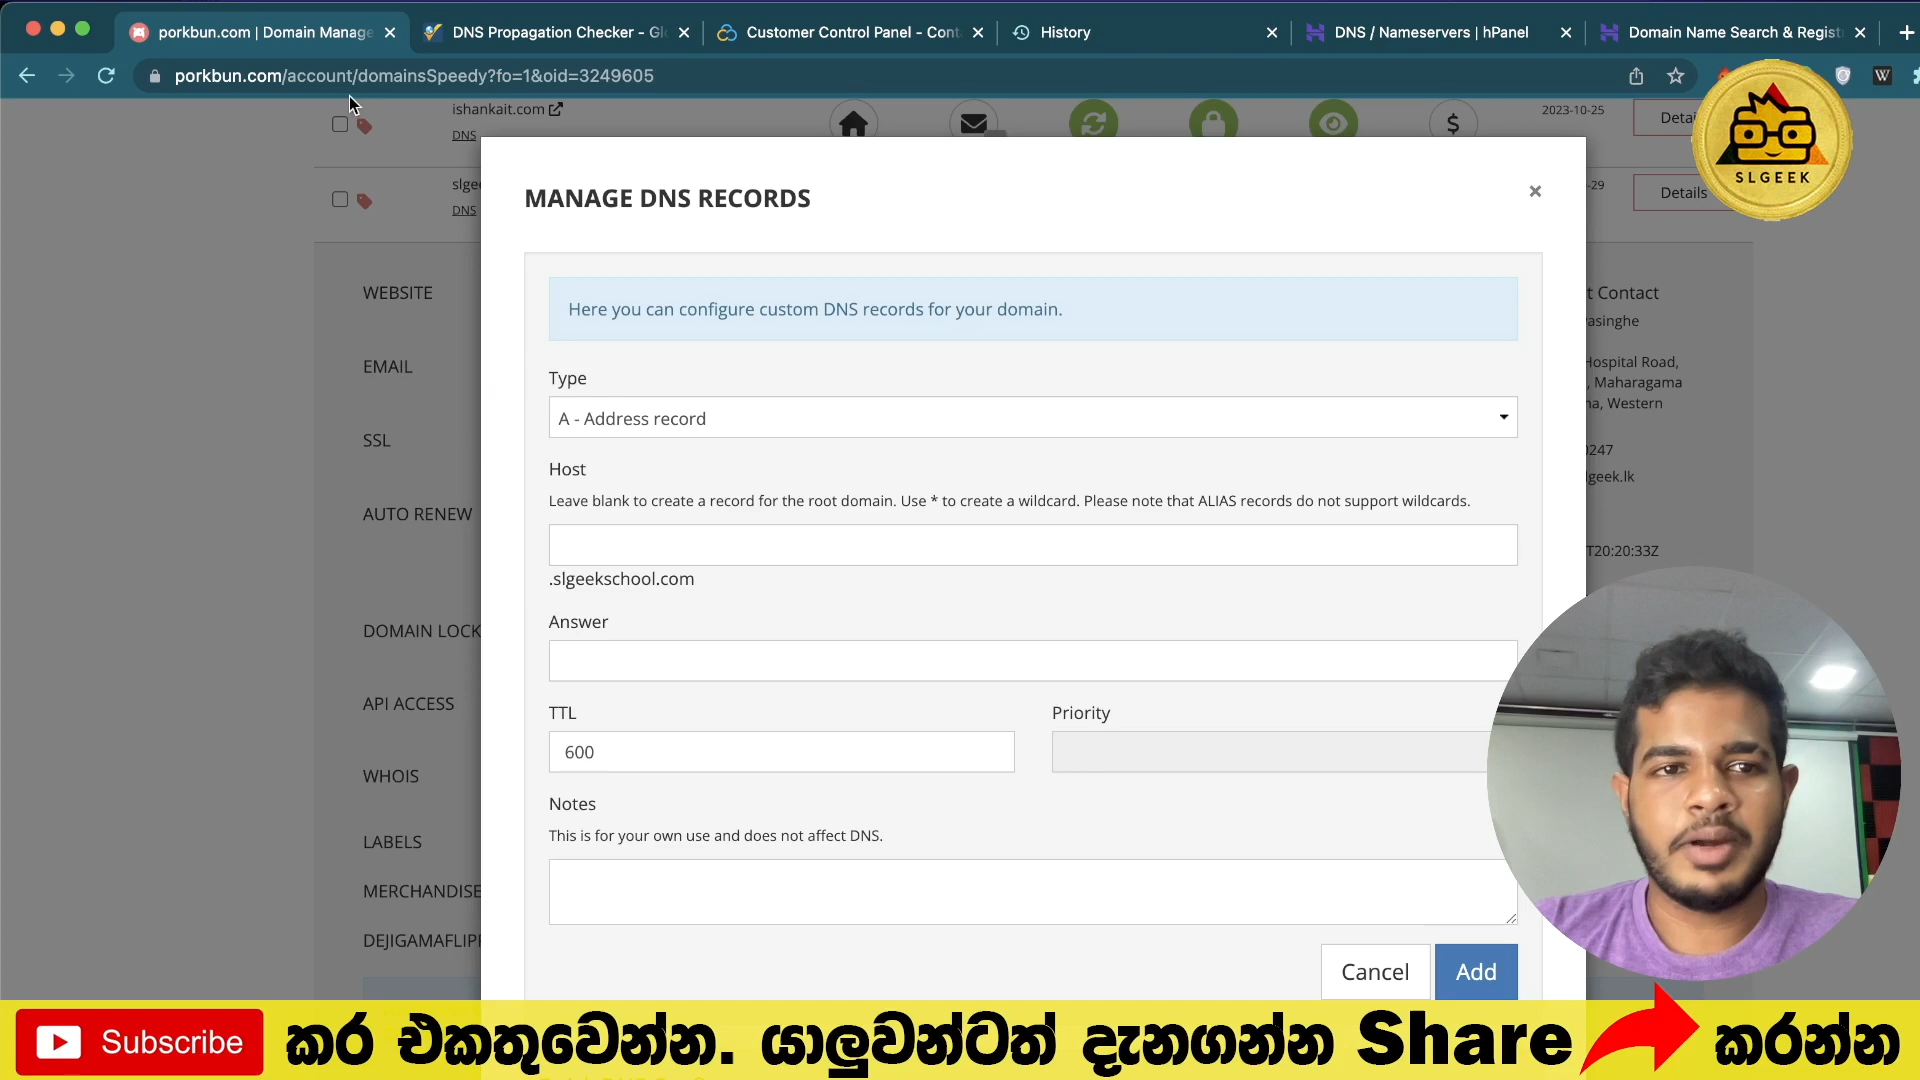 porkbun.com | Domain Manage
DNS Propagation Checker - Gl
Customer Control Panel - Cont
History
DNS / Nameservers | hPanel
Domain Name Search & Regist
porkbun.com/account/domainsSpeedy?fo=1&oid=3249605
W
ishankait.com
DNS
$
2023-10-25
Detai
slgee
DNS
-29
Details
SLGEEK
MANAGE DNS RECORDS
×
Here you can configure custom DNS records for your domain.
Type
A - Address record
Host
Leave blank to create a record for the root domain. Use * to create a wildcard. Please note that ALIAS records do not support wildcards.
.slgeekschool.com
Answer
TTL
Priority
600
Notes
This is for your own use and does not affect DNS.
Cancel
Add
WEBSITE
EMAIL
SSL
AUTO RENEW
DOMAIN LOCK
API ACCESS
WHOIS
LABELS
MERCHANDISE
DEJIGAMAFLIP
t Contact
asinghe
Hospital Road,
, Maharagama
na, Western
0247
lgeek.lk
T20:20:33Z
Subscribe කර එකතුවෙන්න. යාලුවන්ටත් දැනගන්න Share කරන්න